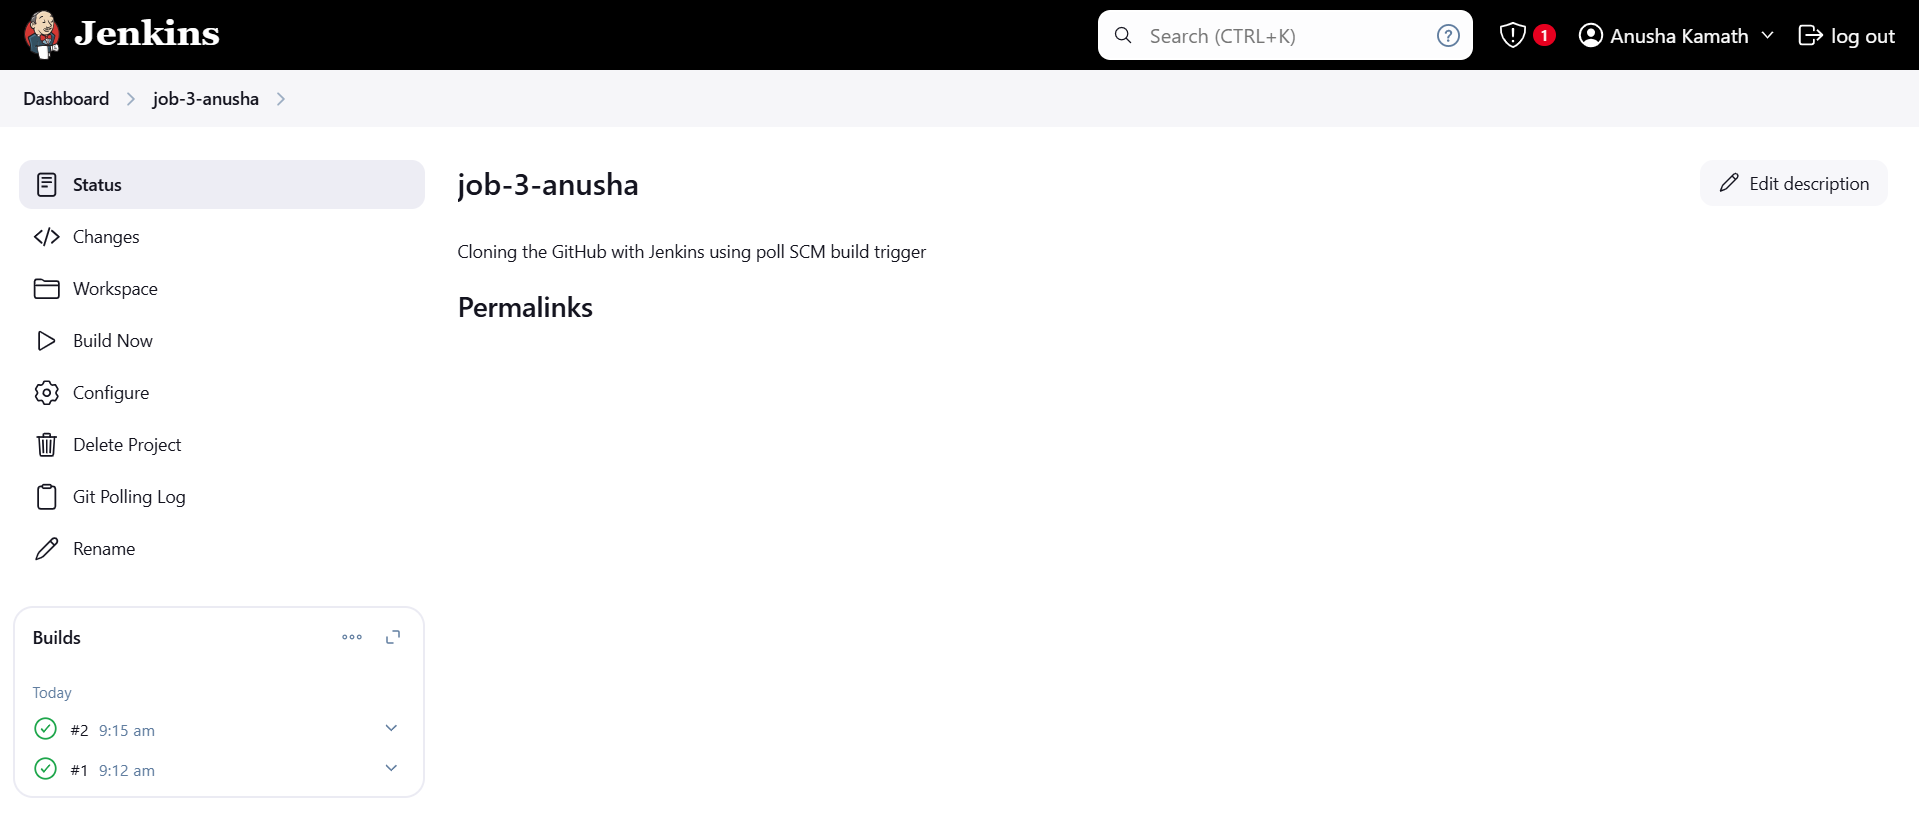 Jenkins
Search (CTRL+K)
?
1
Anusha Kamath
log out
Dashboard
job-3-anusha
Status
Changes
Workspace
Build Now
Configure
Delete Project
Git Polling Log
Rename
Builds
Today
#2 9:15 am
#1 9:12 am
job-3-anusha
Edit description
Cloning the GitHub with Jenkins using poll SCM build trigger
Permalinks